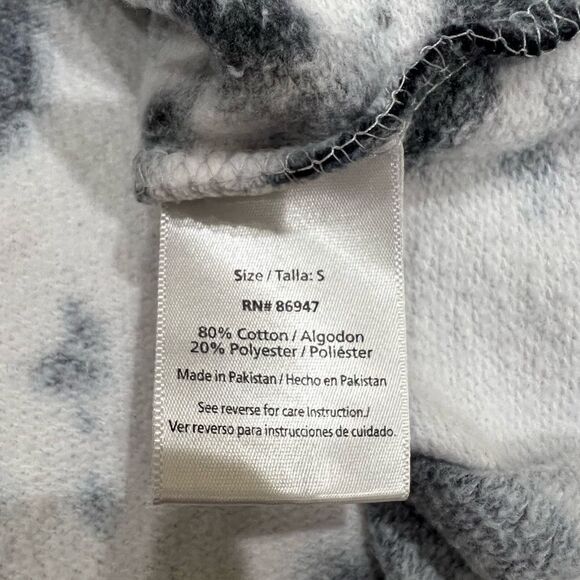 Size / Talla: S
RN# 86947
80% Cotton / Algodon
20% Polyester / Poliéster
Made in Pakistan / Hecho en Pakistan
See reverse for care Instruction./
Ver reverso para instrucciones de cuidado.